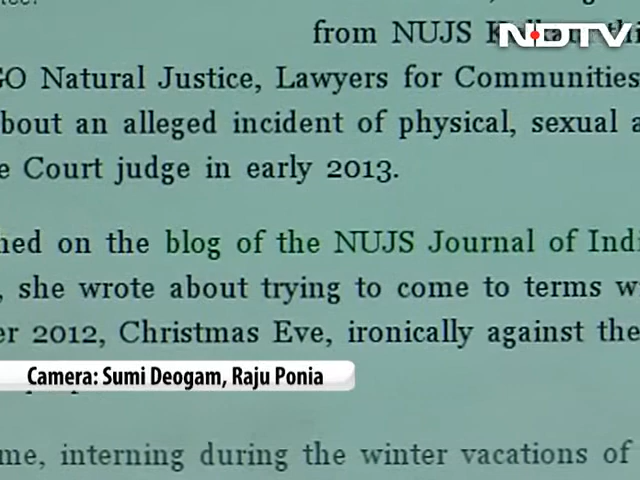 from NUJS
NDTV
GO Natural Justice, Lawyers for Communities
bout an alleged incident of physical, sexual a
e Court judge in early 2013.
ned on the blog of the NUJS Journal of Indi
, she wrote about trying to come to terms w
er 2012, Christmas Eve, ironically against the
Camera: Sumi Deogam, Raju Ponia
me, interning during the winter vacations of